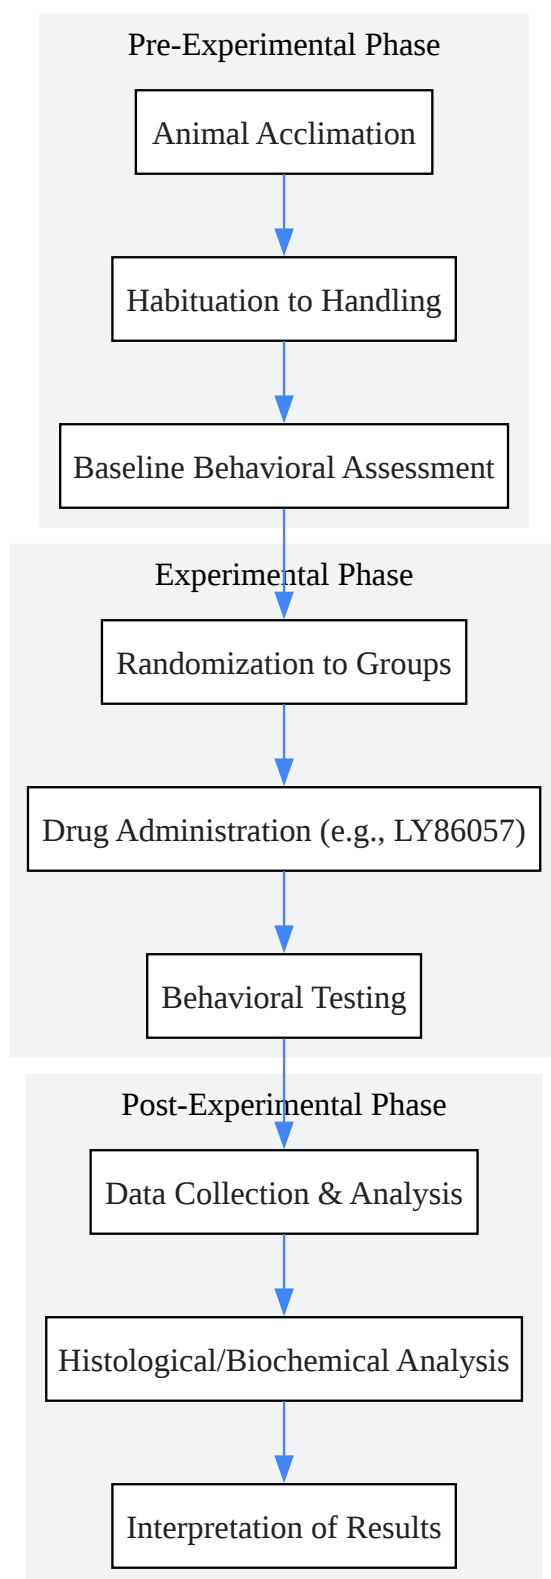 Pre-Experimental Phase
Animal Acclimation
Habituation to Handling
Baseline Behavioral Assessment
Experimental Phase
Randomization to Groups
Drug Administration (e.g., LY86057)
Behavioral Testing
Post-Experimental Phase
Data Collection & Analysis
Histological/Biochemical Analysis
Interpretation of Results